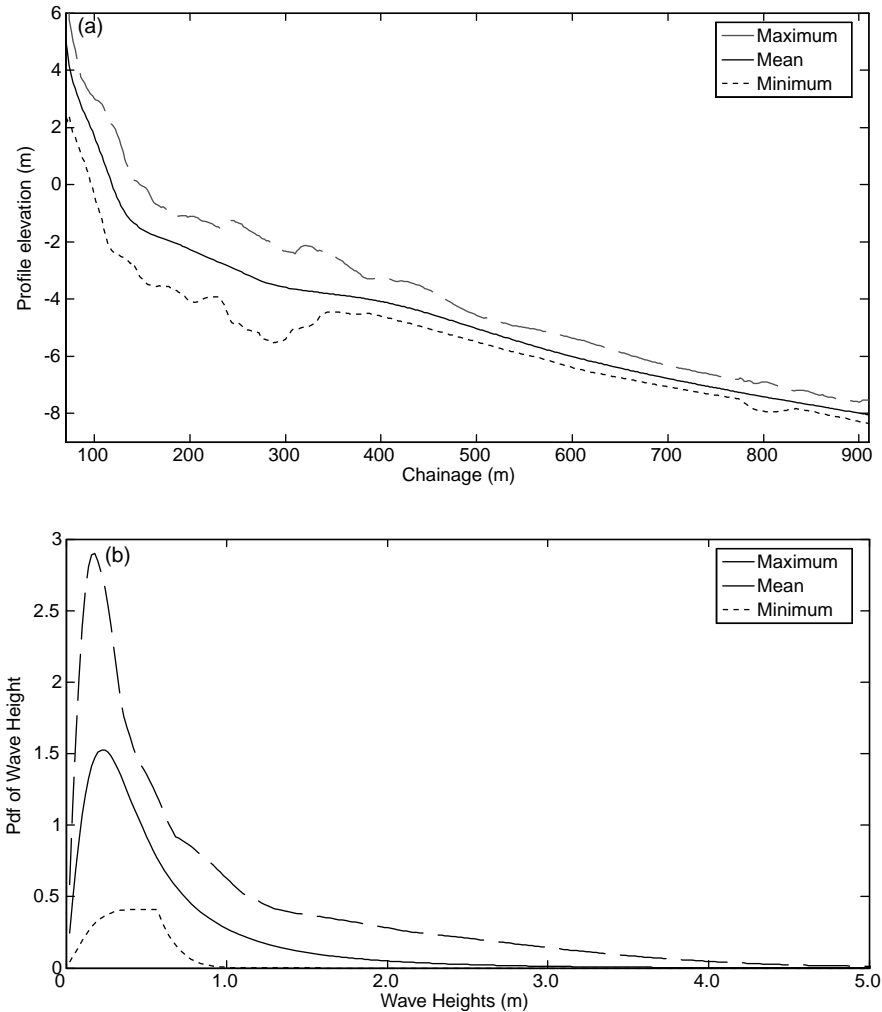 (a)
Maximum
Mean
Minimum
6
4
2
0
-2
-4
-6
-8
Profile elevation (m)
100 200 300 400 500 600 700 800 900
Chainage (m)
(b)
Maximum
Mean
Minimum
3
2.5
2
1.5
1
0.5
0
Pdf of Wave Height
0 1.0 2.0 3.0 4.0 5.0
Wave Heights (m)